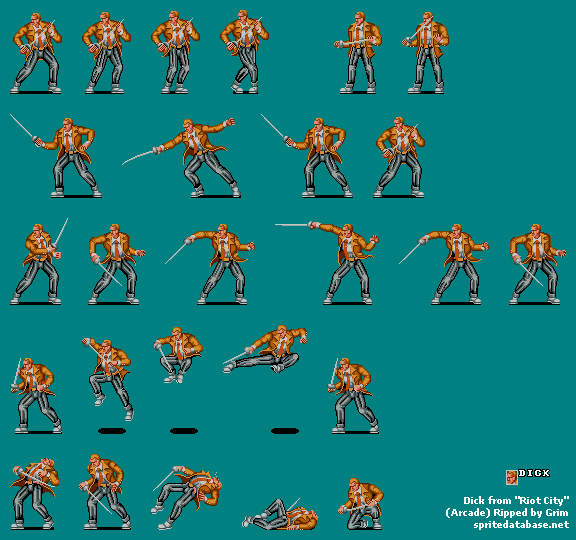 DIGX
Dick from "Riot City"
(Arcade) Ripped by Grim
spritedatabase.net